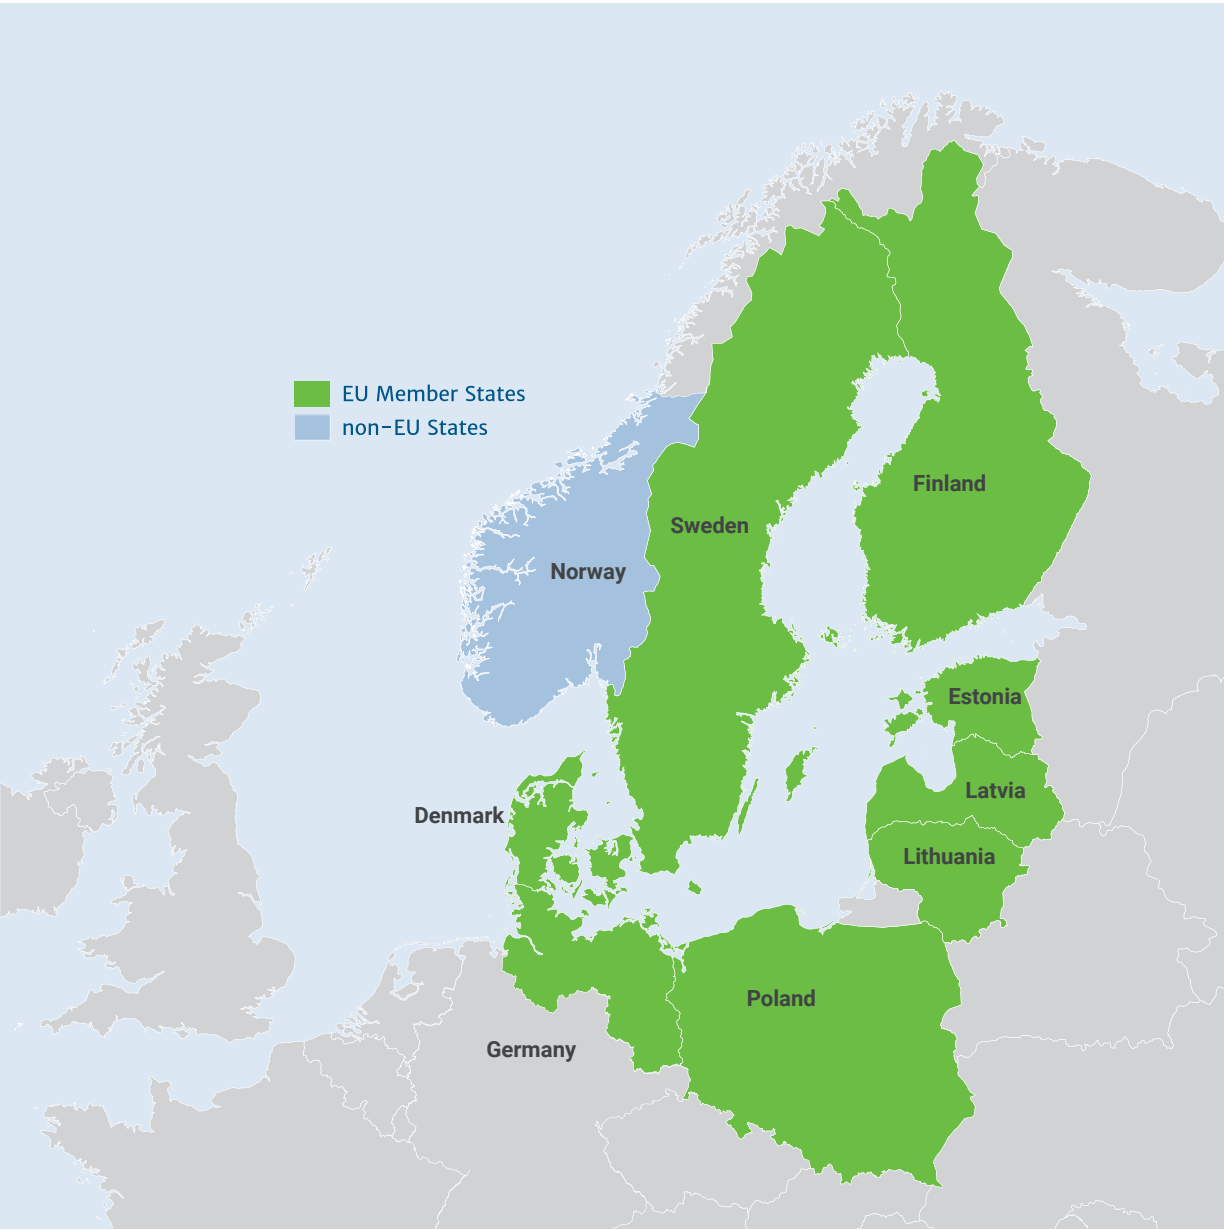 EU Member States
non-EU States
Finland
Sweden
Norway
Estonia
Latvia
Denmark
Lithuania
Poland
Germany